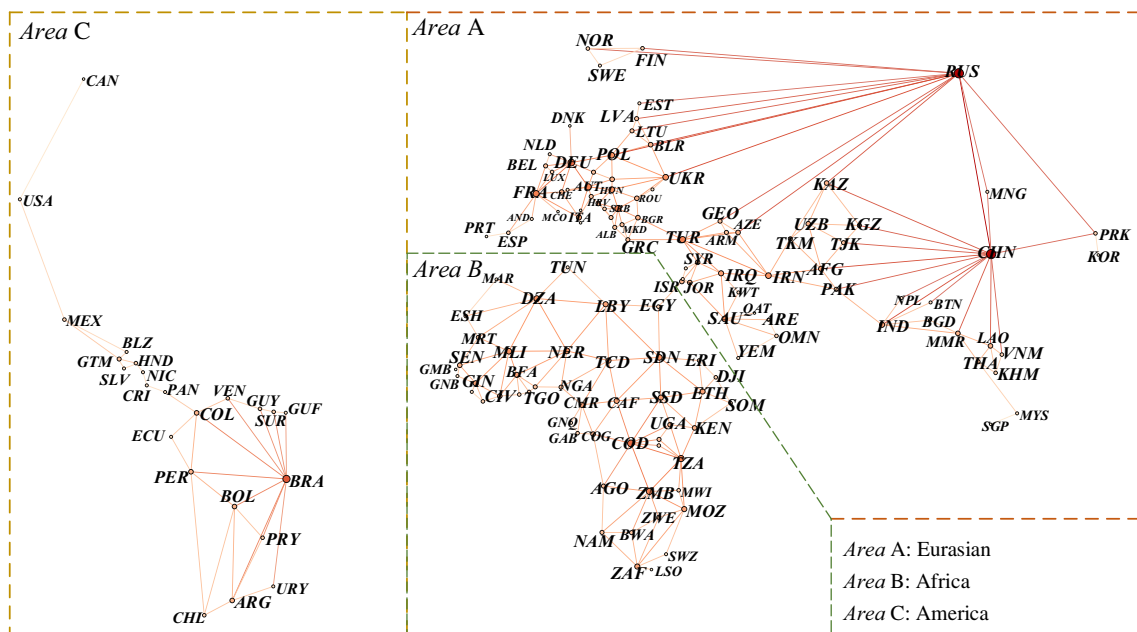 Area C
Area A
NOR
FIN
CAN
RUS
SWE
EST
LVA
DNK
LTU
BLR
NLD
DEU
POL
BEL
LUX
UKR
KAZ
MNG
FRA
CHE
AUT
HUN
USA
HRV
SRB
ROU
AND
MCO
ITA
BGR
GEO
AZE
UZB
KGZ
PRT
ESP
ALB
MKD
ARM
TKM
TJK
PRK
GRC
TUR
CHN
KOR
Area B
TUN
SYR
IRQ
IRN
AFG
MAR
ISR
JOR
KWT
PAK
DZA
LBY
EGY
QAT
NPL
BTN
MEX
ESH
SAU
ARE
IND
BGD
MRT
OMN
MMR
LAO
BLZ
GTM
HND
MLI
NER
TCD
SDN
ERI
YEM
THA
VNM
SLV
NIC
GMB
SEN
BFA
DJI
KHM
CRI
PAN
VEN
GNB
GIN
CIV
TGO
NGA
CMR
CAF
SSD
ETH
SOM
MYS
COL
GUY
SUR
GUF
GNQ
GAB
COG
COD
UGA
KEN
SGP
ECU
PER
BRA
TZA
BOL
AGO
ZMB
MWI
MOZ
PRY
NAM
BWA
ZWE
ZAF
SWZ
LSO
Area A: Eurasian
URY
Area B: Africa
ARG
CHL
Area C: America